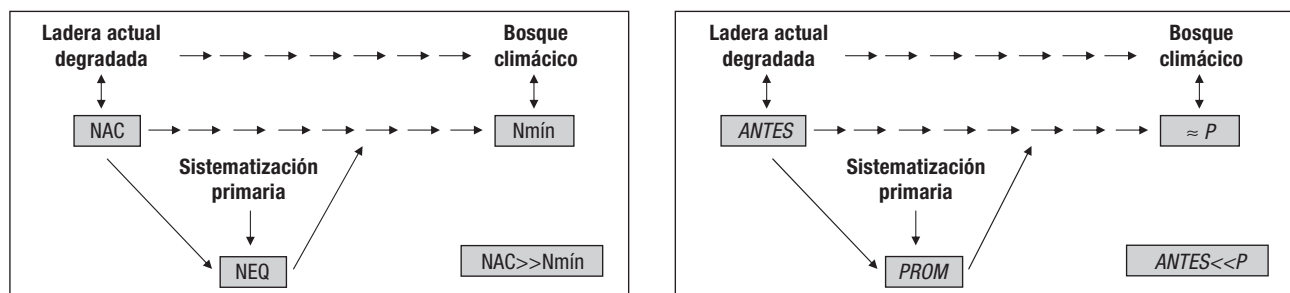 Ladera actual
degradada
Bosque
climácico
NAC
Nmín
Sistematización
primaria
NEQ
NAC>>Nmín
Ladera actual
degradada
Bosque
climácico
ANTES
≈ P
Sistematización
primaria
PROM
ANTES<<P